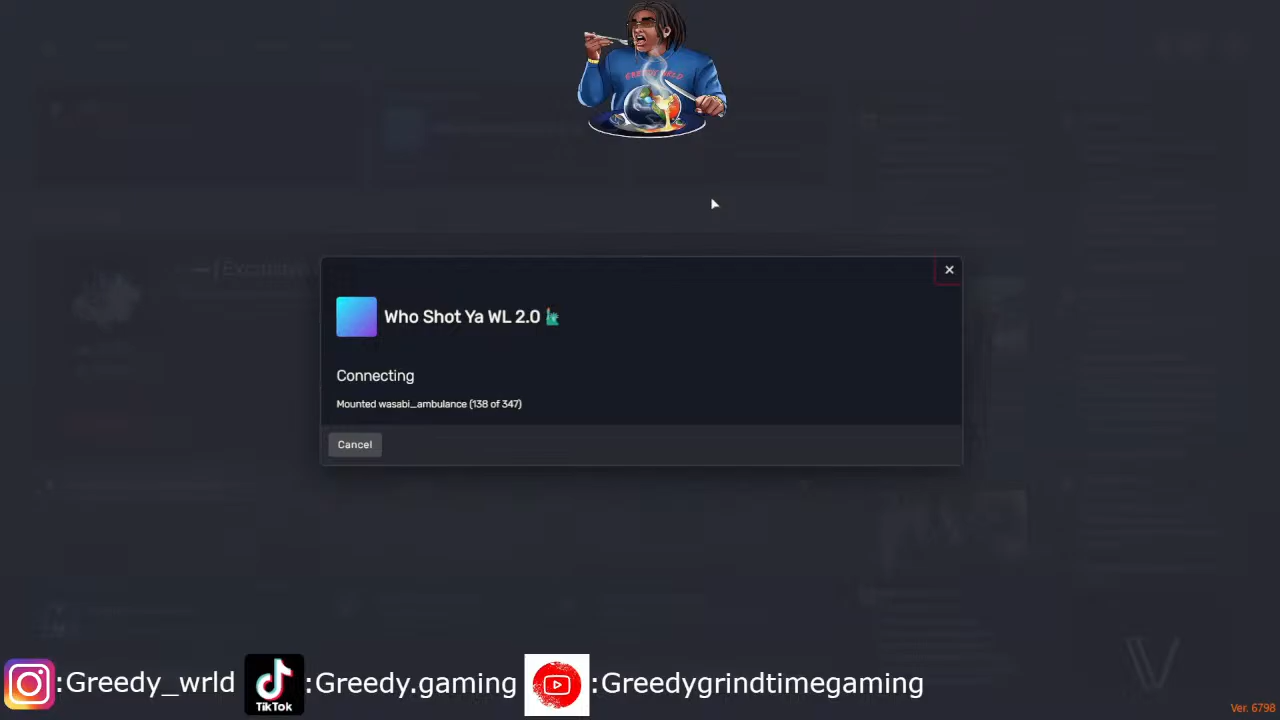 Who Shot Ya WL 2.0 🗽
Connecting
Mounted wasabi_ambulance (138 of 347)
Cancel
:Greedy_wrld
TikTok
:Greedy.gaming
:Greedygrindtimegaming
Ver. 6798